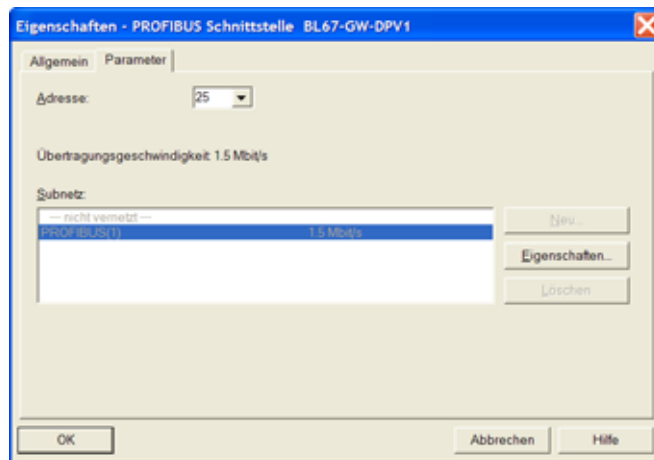 Eigenschaften - PROFIBUS Schnittstelle BL67-GW-DPV1
Allgemein Parameter
Adresse: 25
Übertragungsgeschwindigkeit: 1.5 Mbit/s
Subnetz:
--- nicht vernetzt ---
PROFIBUS(1) 1.5 Mbit/s
Neu...
Eigenschaften...
Löschen
OK Abbrechen Hilfe